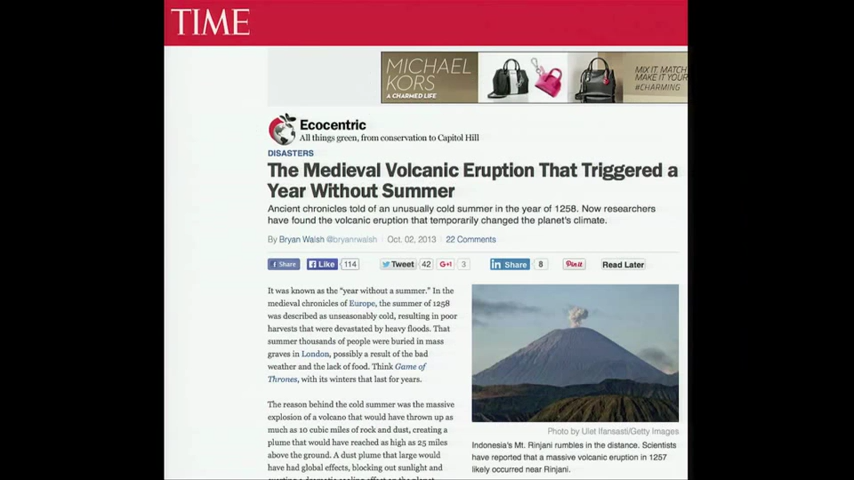 TIME
MICHAEL
KORS
A CHARMED LIFE
MIX IT. MATCH
MAKE IT YOUR
#CHARMING
Ecocentric
All things green, from conservation to Capitol Hill
DISASTERS
The Medieval Volcanic Eruption That Triggered a
Year Without Summer
Ancient chronicles told of an unusually cold summer in the year of 1258. Now researchers
have found the volcanic eruption that temporarily changed the planet's climate.
By Bryan Walsh @bryanrwalsh | Oct. 02, 2013 | 22 Comments
f Share f Like 114 Tweet 42 g+1 3 in Share 8 Pin it Read Later
It was known as the "year without a summer." In the
medieval chronicles of Europe, the summer of 1258
was described as unseasonably cold, resulting in poor
harvests that were devastated by heavy floods. That
summer thousands of people were buried in mass
graves in London, possibly a result of the bad
weather and the lack of food. Think Game of
Thrones, with its winters that last for years.
The reason behind the cold summer was the massive
explosion of a volcano that would have thrown up as
much as 10 cubic miles of rock and dust, creating a
plume that would have reached as high as 25 miles
above the ground. A dust plume that large would
have had global effects, blocking out sunlight and
Photo by Ulet Ifansasti/Getty Images
Indonesia's Mt. Rinjani rumbles in the distance. Scientists
have reported that a massive volcanic eruption in 1257
likely occurred near Rinjani.